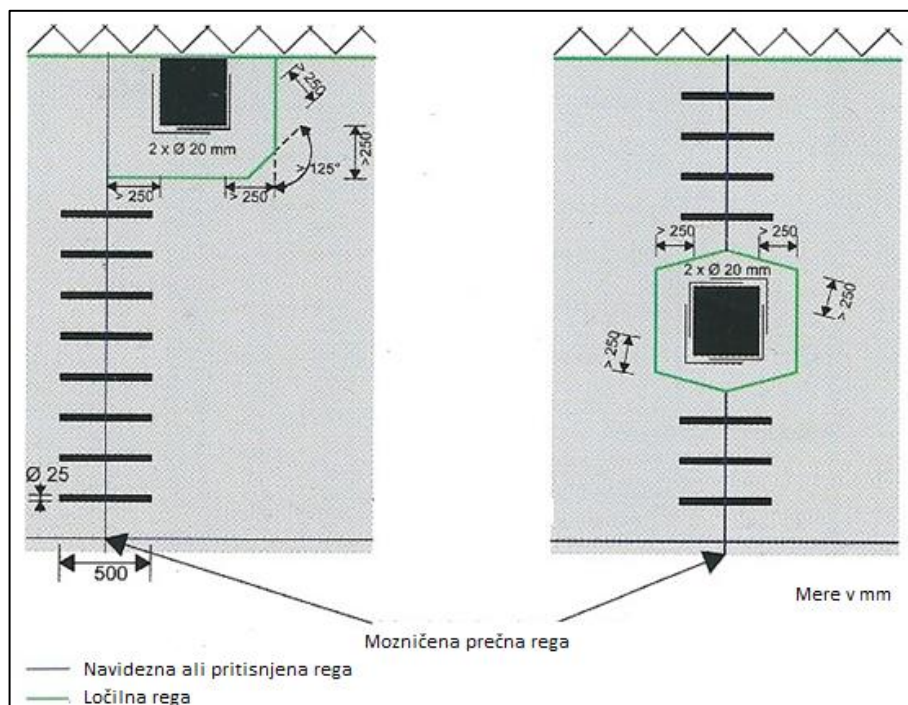 > 250
2 x Ø 20 mm
>250
> 125°
> 250
> 250
Ø 25
500
> 250
> 250
2 x Ø 20 mm
> 250
> 250
Mere v mm
Mozničena prečna rega
Navidezna ali pritisnjena rega
Ločilna rega